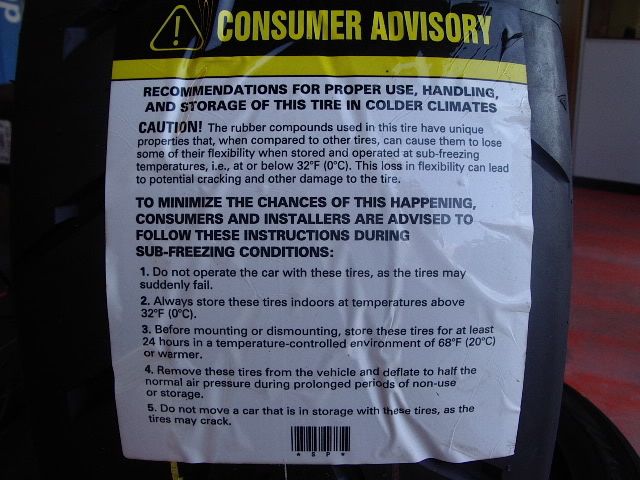 CONSUMER ADVISORY
RECOMMENDATIONS FOR PROPER USE, HANDLING,
AND STORAGE OF THIS TIRE IN COLDER CLIMATES
CAUTION! The rubber compounds used in this tire have unique
properties that, when compared to other tires, can cause them to lose
some of their flexibility when stored and operated at sub-freezing
temperatures, i.e., at or below 32°F (0°C). This loss in flexibility can lead
to potential cracking and other damage to the tire.
TO MINIMIZE THE CHANCES OF THIS HAPPENING,
CONSUMERS AND INSTALLERS ARE ADVISED TO
FOLLOW THESE INSTRUCTIONS DURING
SUB-FREEZING CONDITIONS:
1. Do not operate the car with these tires, as the tires may
suddenly fail.
2. Always store these tires indoors at temperatures above
32°F (0°C).
3. Before mounting or dismounting, store these tires for at least
24 hours in a temperature-controlled environment of 68°F (20°C)
or warmer.
4. Remove these tires from the vehicle and deflate to half the
normal air pressure during prolonged periods of non-use
or storage.
5. Do not move a car that is in storage with these tires, as the
tires may crack.
* S P *